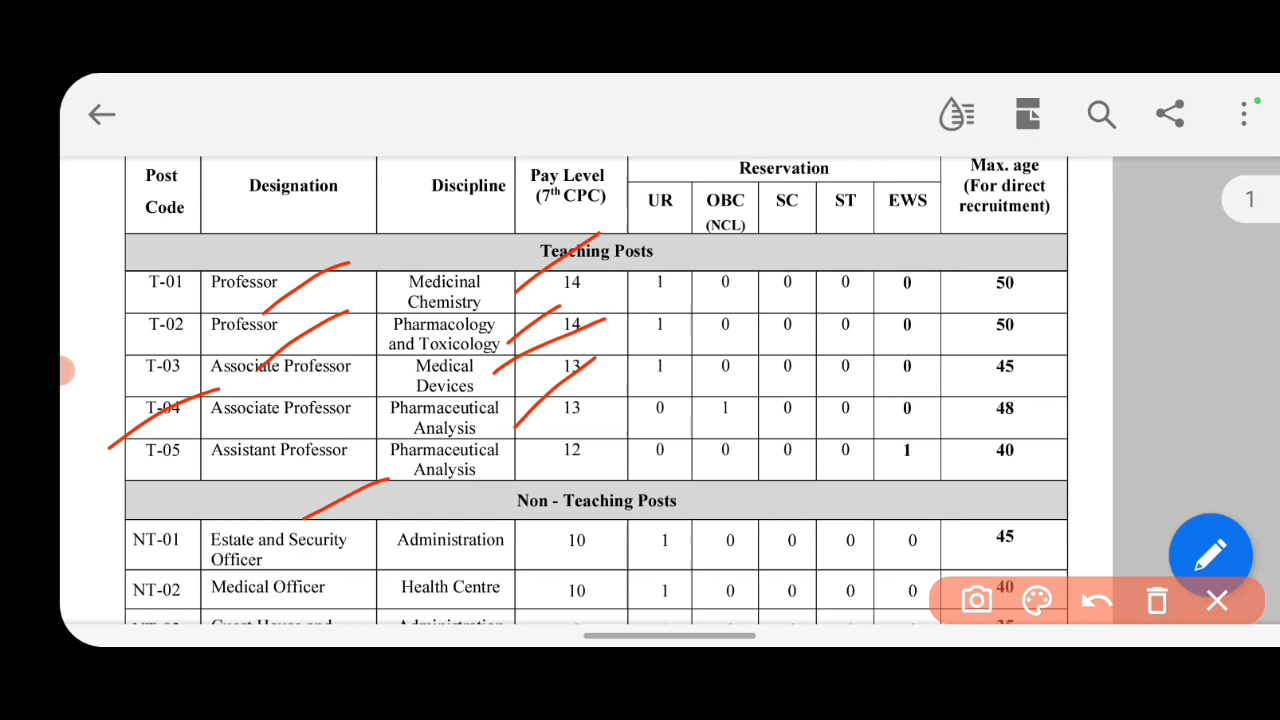 1
Post Code Designation Discipline Pay Level (7th CPC) Reservation Max. age (For direct recruitment)
UR OBC (NCL) SC ST EWS
Teaching Posts
T-01 Professor Medicinal Chemistry 14 1 0 0 0 0 50
T-02 Professor Pharmacology and Toxicology 14 1 0 0 0 0 50
T-03 Associate Professor Medical Devices 13 1 0 0 0 0 45
T-04 Associate Professor Pharmaceutical Analysis 13 0 1 0 0 0 48
T-05 Assistant Professor Pharmaceutical Analysis 12 0 0 0 0 1 40
Non - Teaching Posts
NT-01 Estate and Security Officer Administration 10 1 0 0 0 0 45
NT-02 Medical Officer Health Centre 10 1 0 0 0 0 40